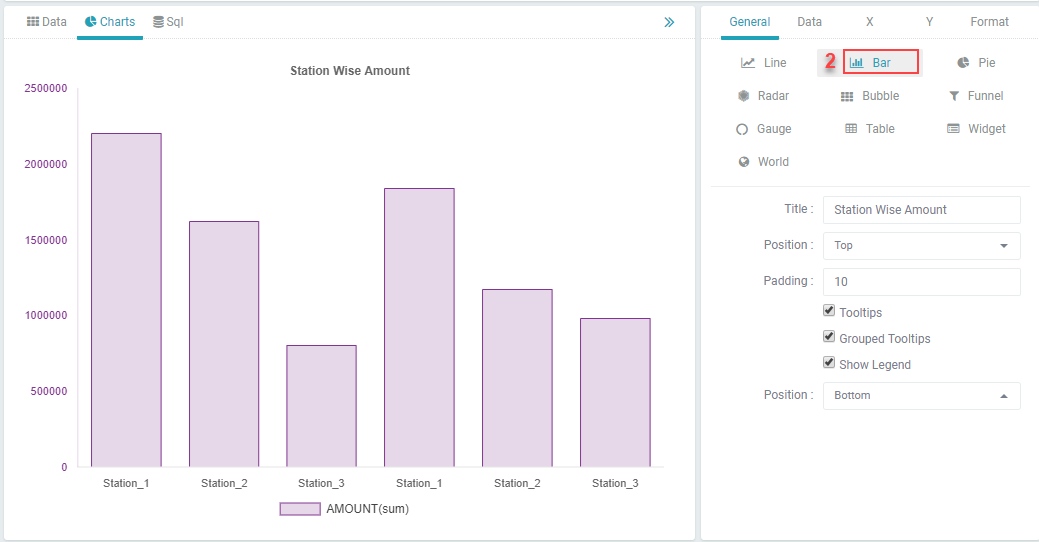 Data Charts Sql
Station Wise Amount
2500000
2000000
1500000
1000000
500000
0
Station_1 Station_2 Station_3 Station_1 Station_2 Station_3
AMOUNT(sum)
General Data X Y Format
Line 2 Bar Pie
Radar Bubble Funnel
Gauge Table Widget
World
Title : Station Wise Amount
Position : Top
Padding : 10
Tooltips
Grouped Tooltips
Show Legend
Position : Bottom